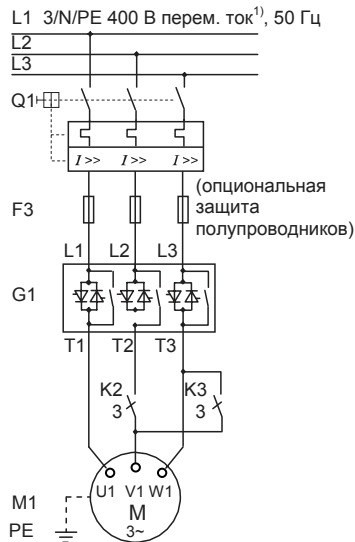 L1 3/N/PE 400 В перем. ток1), 50 Гц
L2
L3
Q1
I >> I >> I >>
F3
(опциональная
защита
полупроводников)
L1 L2 L3
G1
T1 T2 T3
K2 K3
3 3
U1 V1 W1
M1 M
3~
PE